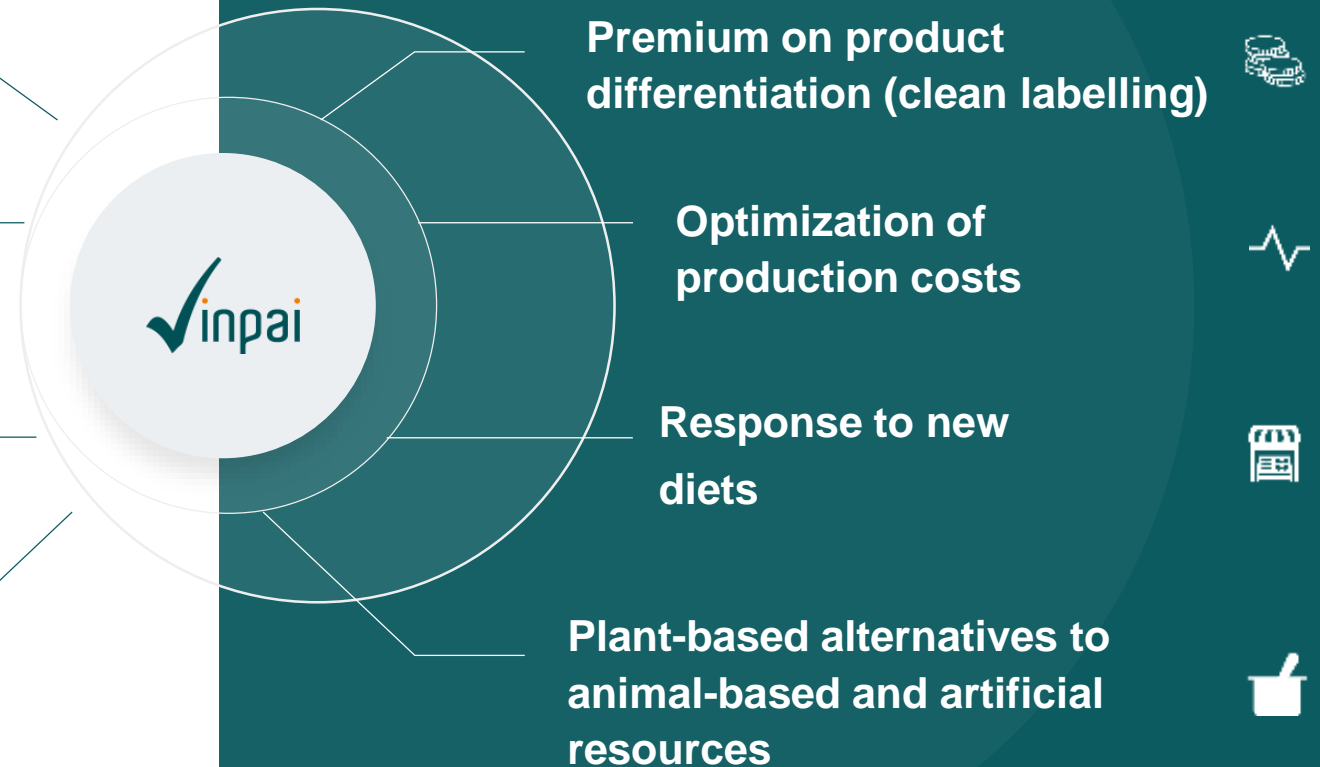 Premium on product
differentiation (clean labelling)
Optimization of
production costs
inpai
Response to new
diets
Plant-based alternatives to
animal-based and artificial
resources